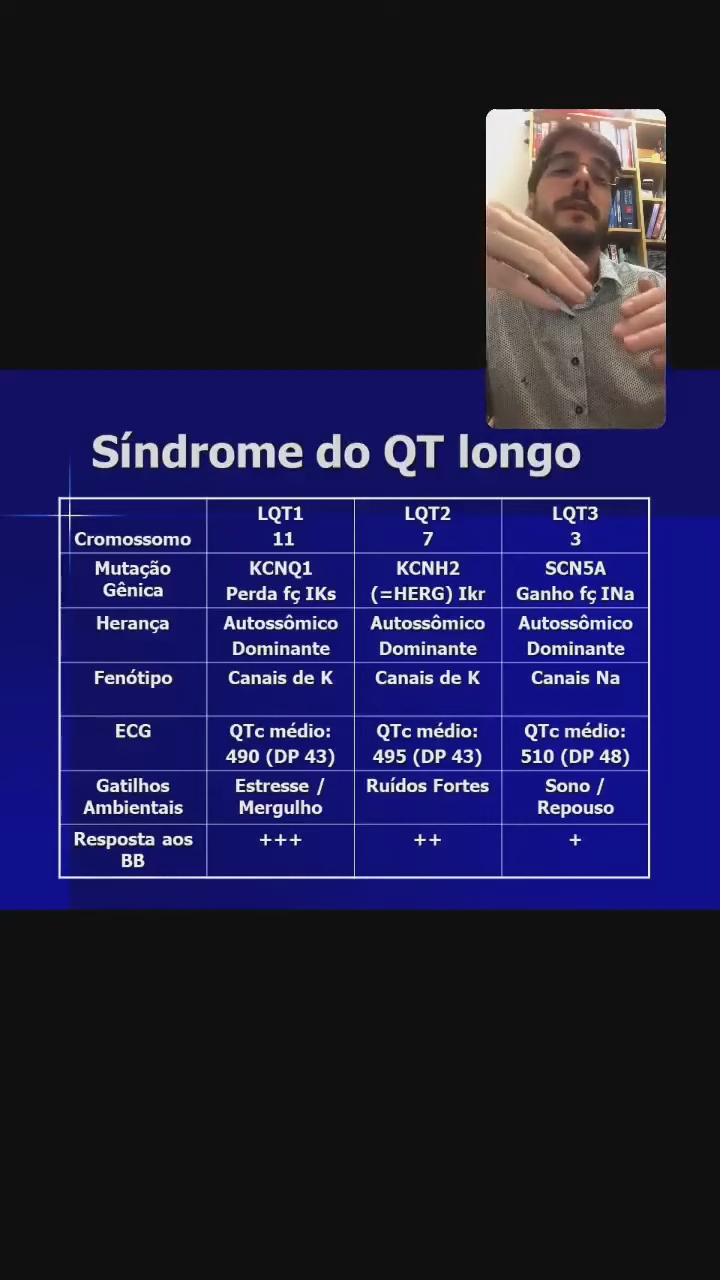 Síndrome do QT longo
LQT1 LQT2 LQT3
Cromossomo 11 7 3
Mutação KCNQ1 KCNH2 SCN5A
Gênica Perda fç IKs (=HERG) Ikr Ganho fç INa
Herança Autossômico Autossômico Autossômico
Dominante Dominante Dominante
Fenótipo Canais de K Canais de K Canais Na
ECG QTc médio: QTc médio: QTc médio:
490 (DP 43) 495 (DP 43) 510 (DP 48)
Gatilhos Estresse / Ruídos Fortes Sono /
Ambientais Mergulho Repouso
Resposta aos +++ ++ +
BB